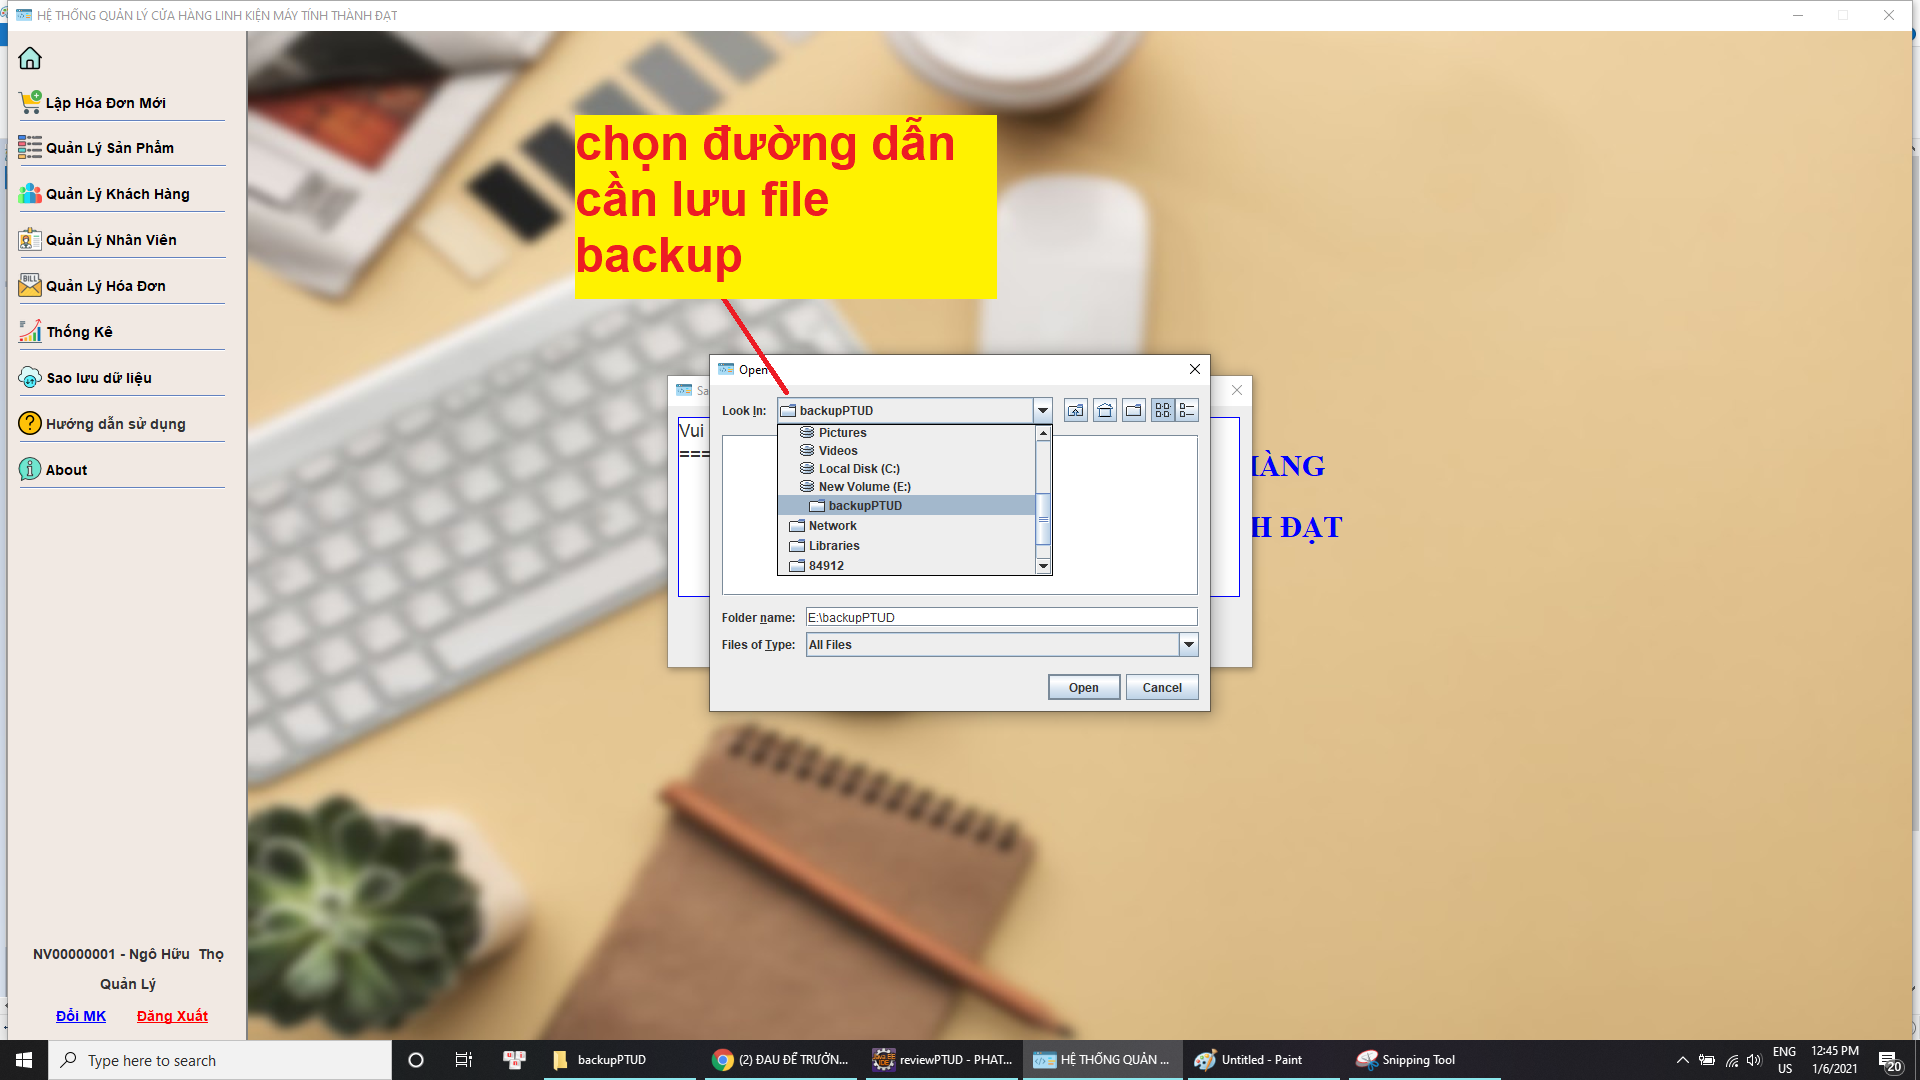 HỆ THỐNG QUẢN LÝ CỬA HÀNG LINH KIỆN MÁY TÍNH THÀNH ĐẠT
Lập Hóa Đơn Mới
Quản Lý Sản Phẩm
Quản Lý Khách Hàng
Quản Lý Nhân Viên
BILL
Quản Lý Hóa Đơn
Thống Kê
Sao lưu dữ liệu
Hướng dẫn sử dụng
About
NV00000001 - Ngô Hữu Thọ
Quản Lý
Đổi MK Đăng Xuất
chọn đường dẫn
cần lưu file
backup
Sa
Vui
===
HÀNG
H ĐẠT
Open
Look In: backupPTUD
Pictures
Videos
Local Disk (C:)
New Volume (E:)
backupPTUD
Network
Libraries
84912
Folder name: E:\backupPTUD
Files of Type: All Files
Open Cancel
Type here to search
backupPTUD
(2) ĐAU ĐỂ TRƯỞN...
reviewPTUD - PHAT...
HỆ THỐNG QUẢN ...
Untitled - Paint
Snipping Tool
ENG
US
12:45 PM
1/6/2021
20